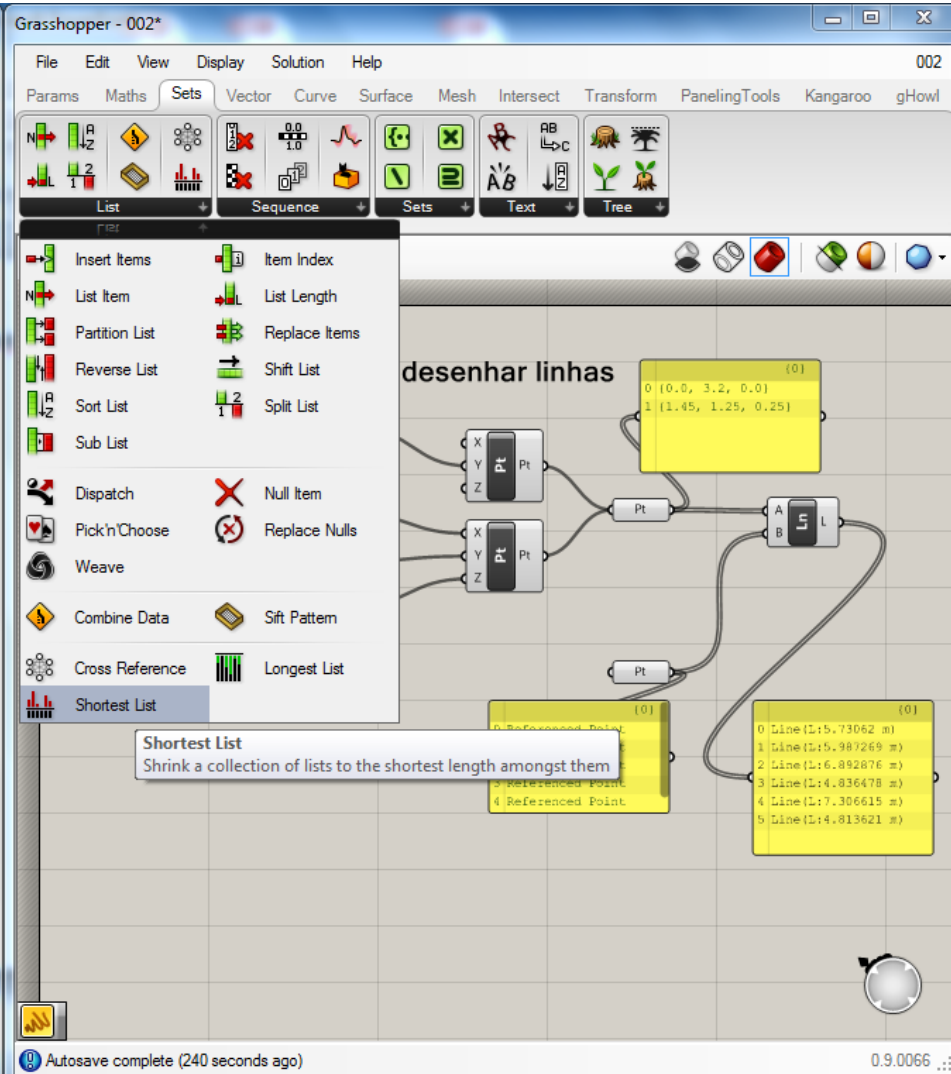 Grasshopper - 002*
File Edit View Display Solution Help 002
Params Maths Sets Vector Curve Surface Mesh Intersect Transform PanelingTools Kangaroo gHowl
List Sequence Sets Text Tree
Insert Items Item Index
List Item List Length
Partition List Replace Items
Reverse List Shift List
Sort List Split List
Sub List
Dispatch Null Item
Pick'n'Choose Replace Nulls
Weave
Combine Data Sift Pattern
Cross Reference Longest List
Shortest List
Shortest List
Shrink a collection of lists to the shortest length amongst them
desenhar linhas
{0}
0 {0.0, 3.2, 0.0}
1 {1.45, 1.25, 0.25}
X
Y Pt Pt
Z
X
Y Pt Pt
Z
Pt
A
B Ln L
Pt
{0}
0 Referenced Point
3 Referenced Point
4 Referenced Point
{0}
0 Line(L:5.73062 m)
1 Line(L:5.987269 m)
2 Line(L:6.892876 m)
3 Line(L:4.836478 m)
4 Line(L:7.306615 m)
5 Line(L:4.813621 m)
Autosave complete (240 seconds ago) 0.9.0066